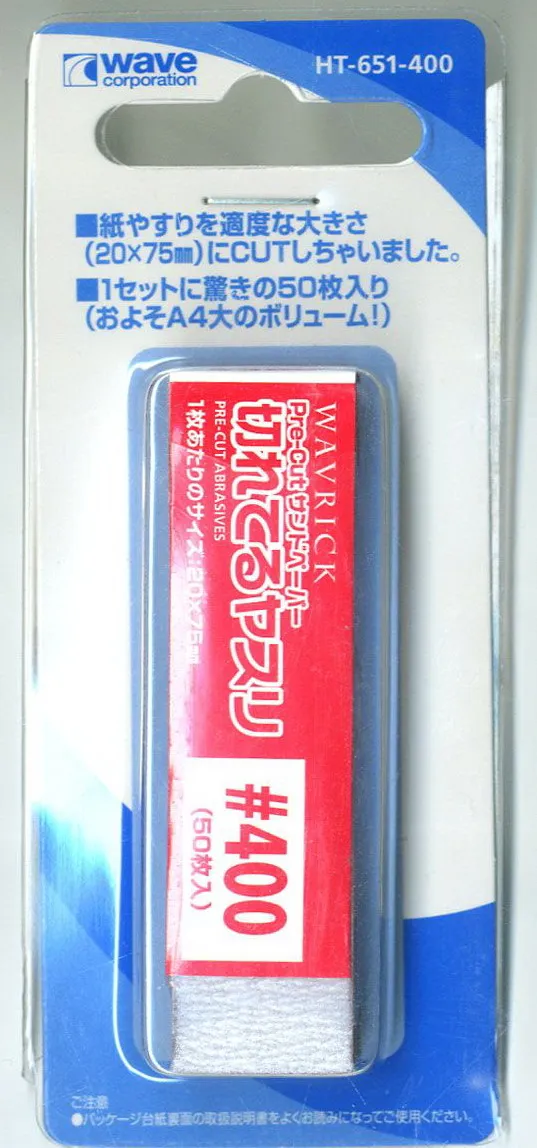 wave
corporation
HT-651-400
■紙やすりを適度な大きさ
(20×75㎜)にCUTしちゃいました。
■1セットに驚きの50枚入り
(およそA4大のボリューム!)
WAVRICK
Pre-Cutサンドペーパー
切れてるヤスリ
PRE-CUT ABRASIVES
1枚あたりのサイズ:20×75㎜
#400
(50枚入)
ご注意
●パッケージ台紙裏面の取扱説明書をよくお読みになってご使用ください。